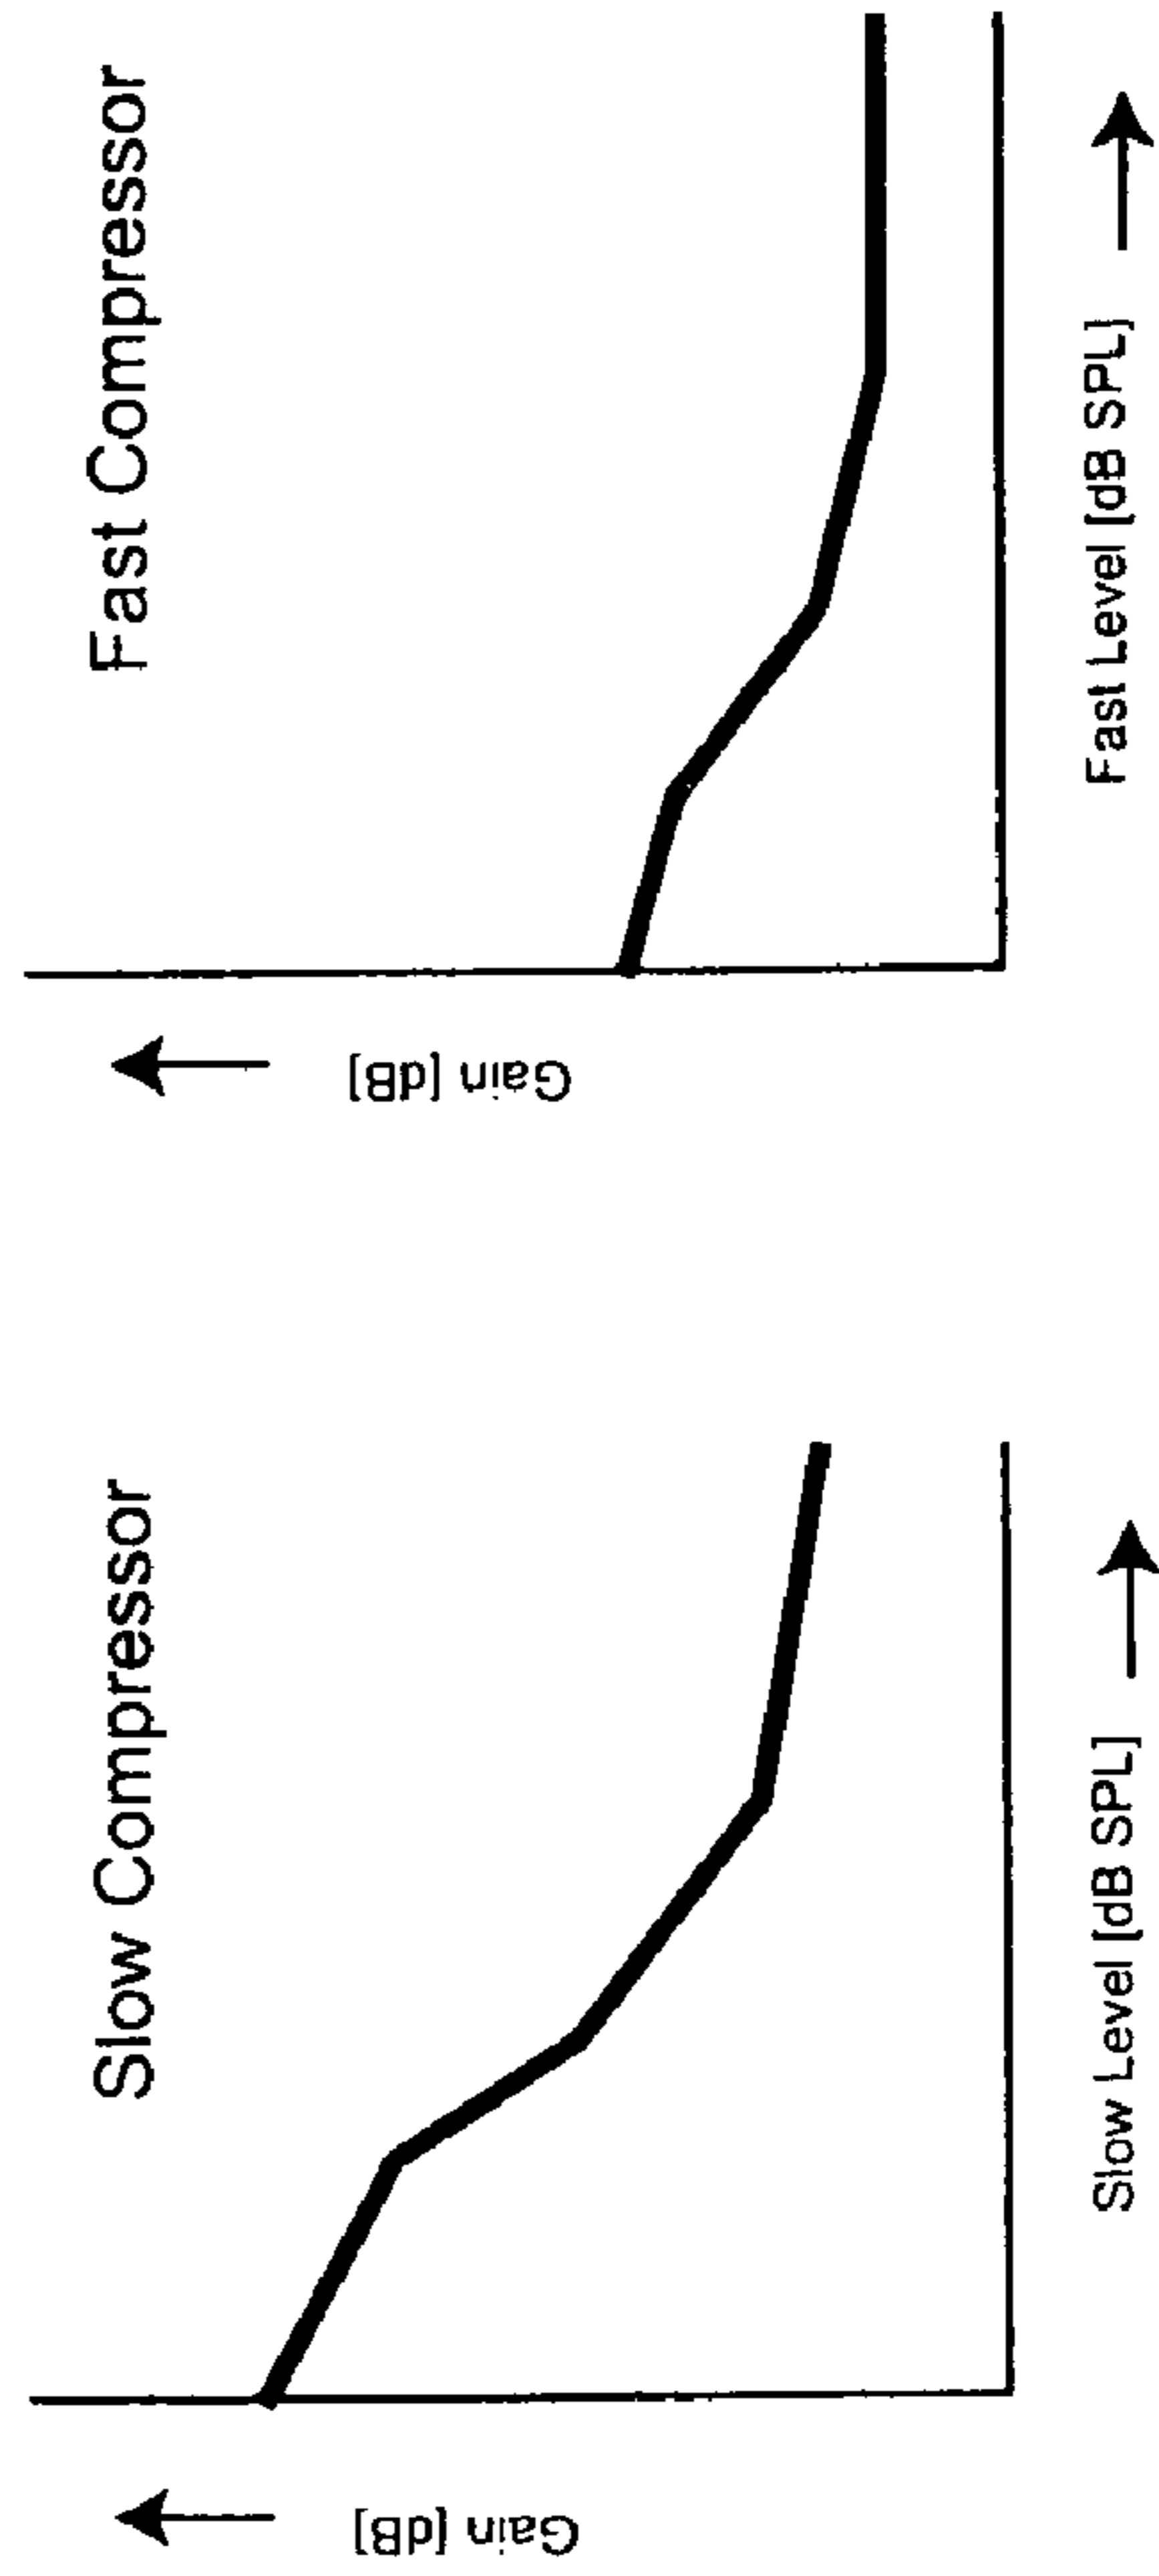 Slow Compressor
Gain [dB]
Slow Level [dB SPL]
Fast Compressor
Gain [dB]
Fast Level [dB SPL]